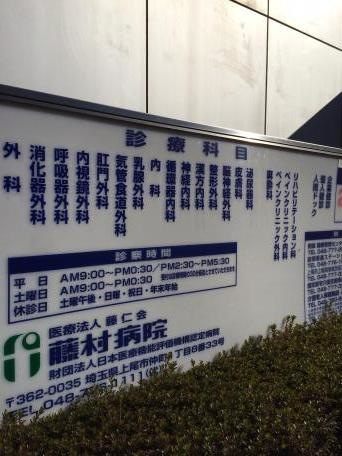 診療科目
外科
消化器外科
呼吸器外科
内視鏡外科
肛門外科
気管食道外科
乳腺外科
内科
循環器内科
神経内科
漢方内科
整形外科
脳神経外科
皮膚科
泌尿器科
麻酔科
ペインクリニック外科
ペインクリニック内科
リハビリテーション科
人間ドック
診療時間
平日 AM9:00〜PM0:30/PM2:30〜PM5:30
土曜日 AM9:00〜PM0:30
休診日 土曜午後・日曜・祝日・年末年始
医療法人 藤仁会
藤村病院
財団法人日本医療機能評価機構認定病院
〒362-0035 埼玉県上尾市仲町1丁目8番33号